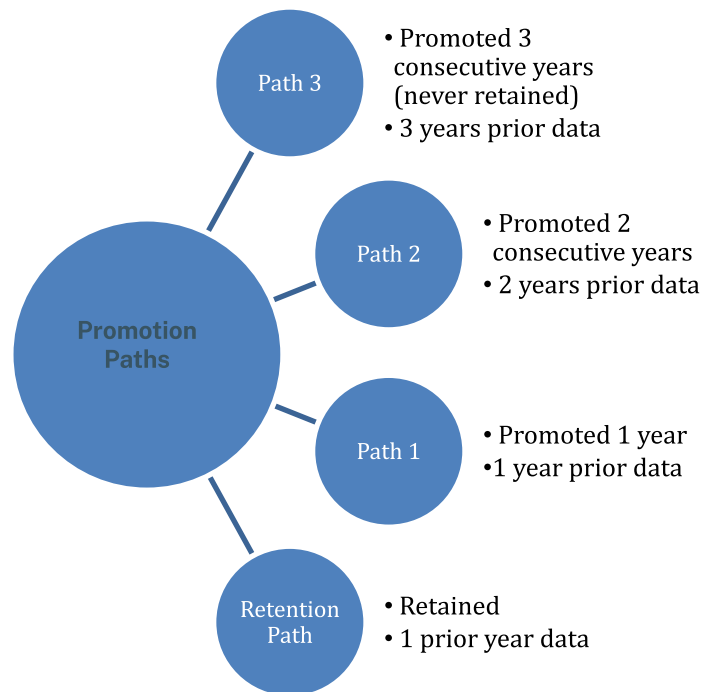 Path 3
• Promoted 3
consecutive years
(never retained)
• 3 years prior data
Path 2
• Promoted 2
consecutive years
• 2 years prior data
Promotion
Paths
Path 1
• Promoted 1 year
•1 year prior data
Retention
Path
• Retained
• 1 prior year data